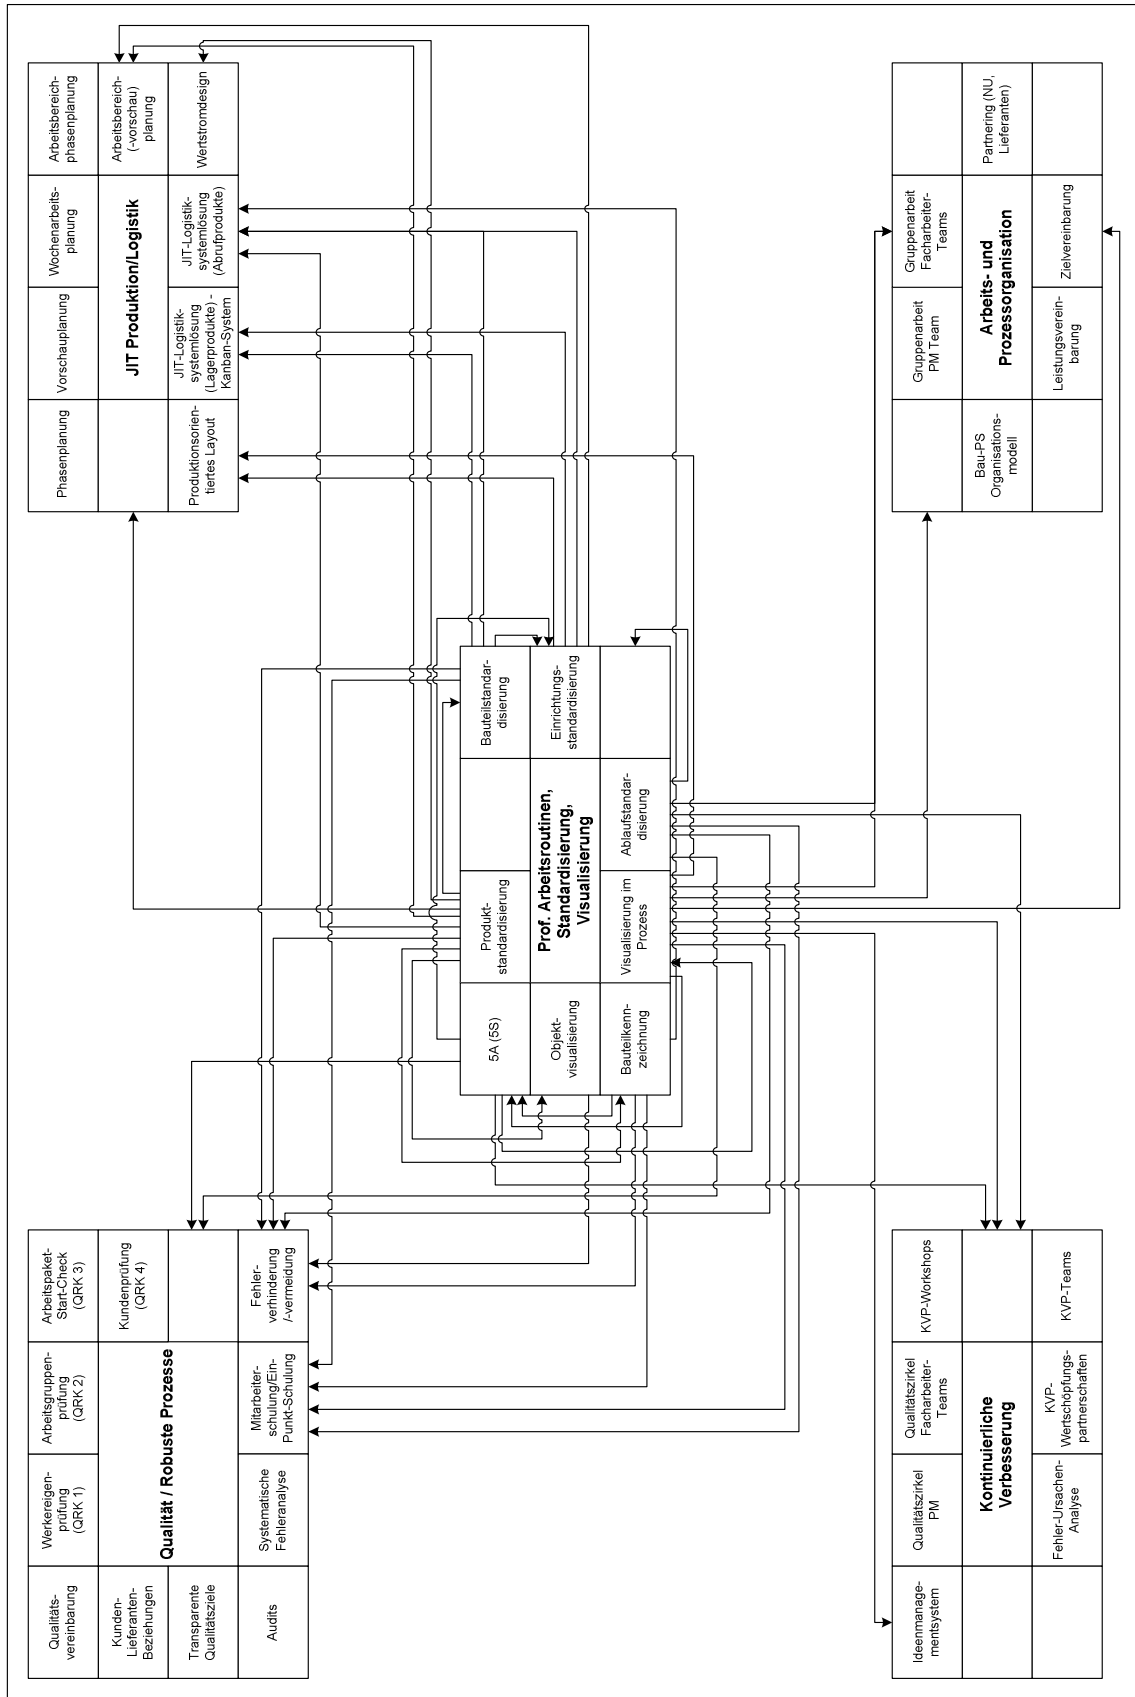 Qualitäts-
vereinbarung
Werkereigen-
prüfung
(QRK 1)
Arbeitsgruppen-
prüfung
(QRK 2)
Arbeitspaket-
Start-Check
(QRK 3)
Kunden-
Lieferanten-
Beziehungen
Qualität / Robuste Prozesse
Kundenprüfung
(QRK 4)
Transparente
Qualitätsziele
Audits
Systematische
Fehleranalyse
Mitarbeiter-
schulung/Ein-
Punkt-Schulung
Fehler-
verhinderung
/-vermeidung
Phasenplanung
Vorschauplanung
Wochenarbeits-
planung
Arbeitsbereich-
phasenplanung
JIT Produktion/Logistik
Arbeitsbereich-
(-vorschau)
planung
Produktionsorien-
tiertes Layout
JIT-Logistik-
systemlösung
(Lagerprodukte) -
Kanban-System
JIT-Logistik-
systemlösung
(Abrufprodukte)
Wertstromdesign
5A (5S)
Produkt-
standardisierung
Bauteilstandar-
disierung
Objekt-
visualisierung
Prof. Arbeitsroutinen,
Standardisierung,
Visualisierung
Einrichtungs-
standardisierung
Bauteilkenn-
zeichnung
Visualisierung im
Prozess
Ablaufstandar-
disierung
Ideenmanage-
mentsystem
Qualitätszirkel
PM
Qualitätszirkel
Facharbeiter-
Teams
KVP-Workshops
Kontinuierliche
Verbesserung
Fehler-Ursachen-
Analyse
KVP-
Wertschöpfungs-
partnerschaften
KVP-Teams
Gruppenarbeit
PM Team
Gruppenarbeit
Facharbeiter-
Teams
Bau-PS
Organisations-
modell
Arbeits- und
Prozessorganisation
Partnering (NU,
Lieferanten)
Leistungsverein-
barung
Zielvereinbarung